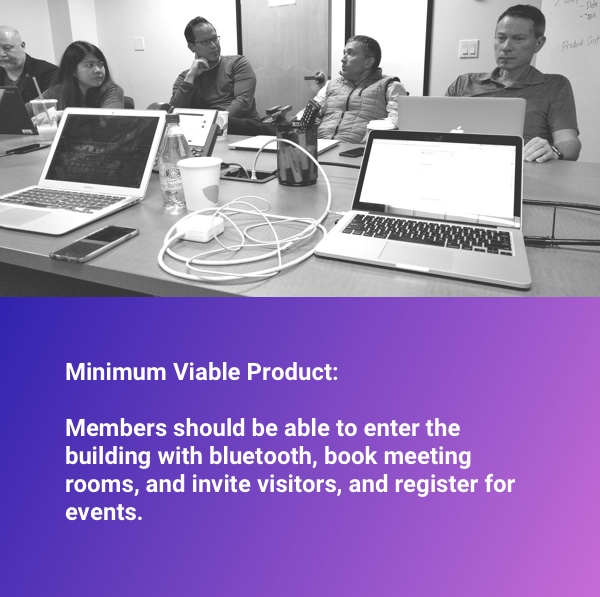 Minimum Viable Product:
Members should be able to enter the
building with bluetooth, book meeting
rooms, and invite visitors, and register for
events.